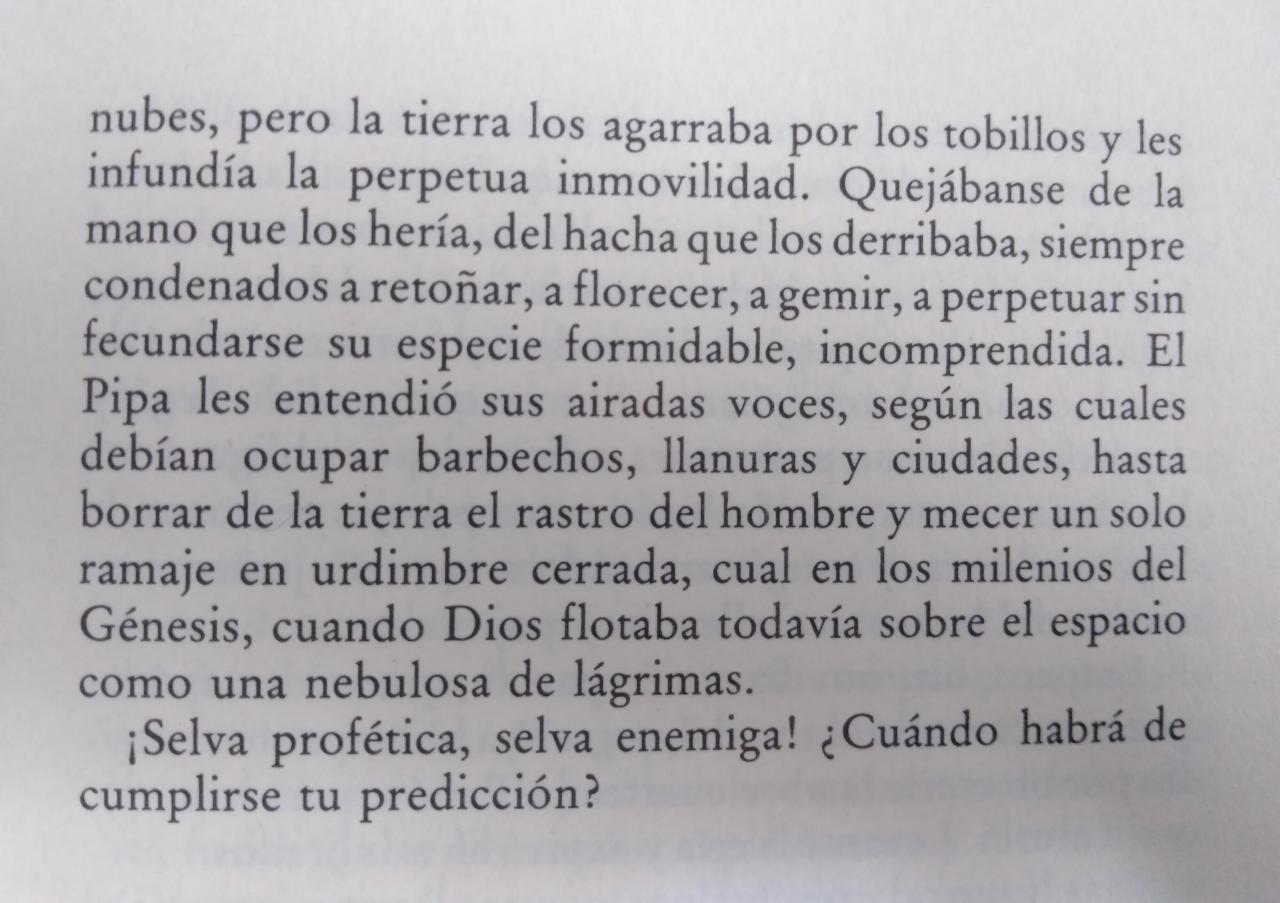 nubes, pero la tierra los agarraba por los tobillos y les
infundía la perpetua inmovilidad. Quejábanse de la
mano que los hería, del hacha que los derribaba, siempre
condenados a retoñar, a florecer, a gemir, a perpetuar sin
fecundarse su especie formidable, incomprendida. El
Pipa les entendió sus airadas voces, según las cuales
debían ocupar barbechos, llanuras y ciudades, hasta
borrar de la tierra el rastro del hombre y mecer un solo
ramaje en urdimbre cerrada, cual en los milenios del
Génesis, cuando Dios flotaba todavía sobre el espacio
como una nebulosa de lágrimas.
¡Selva profética, selva enemiga! ¿Cuándo habrá de
cumplirse tu predicción?